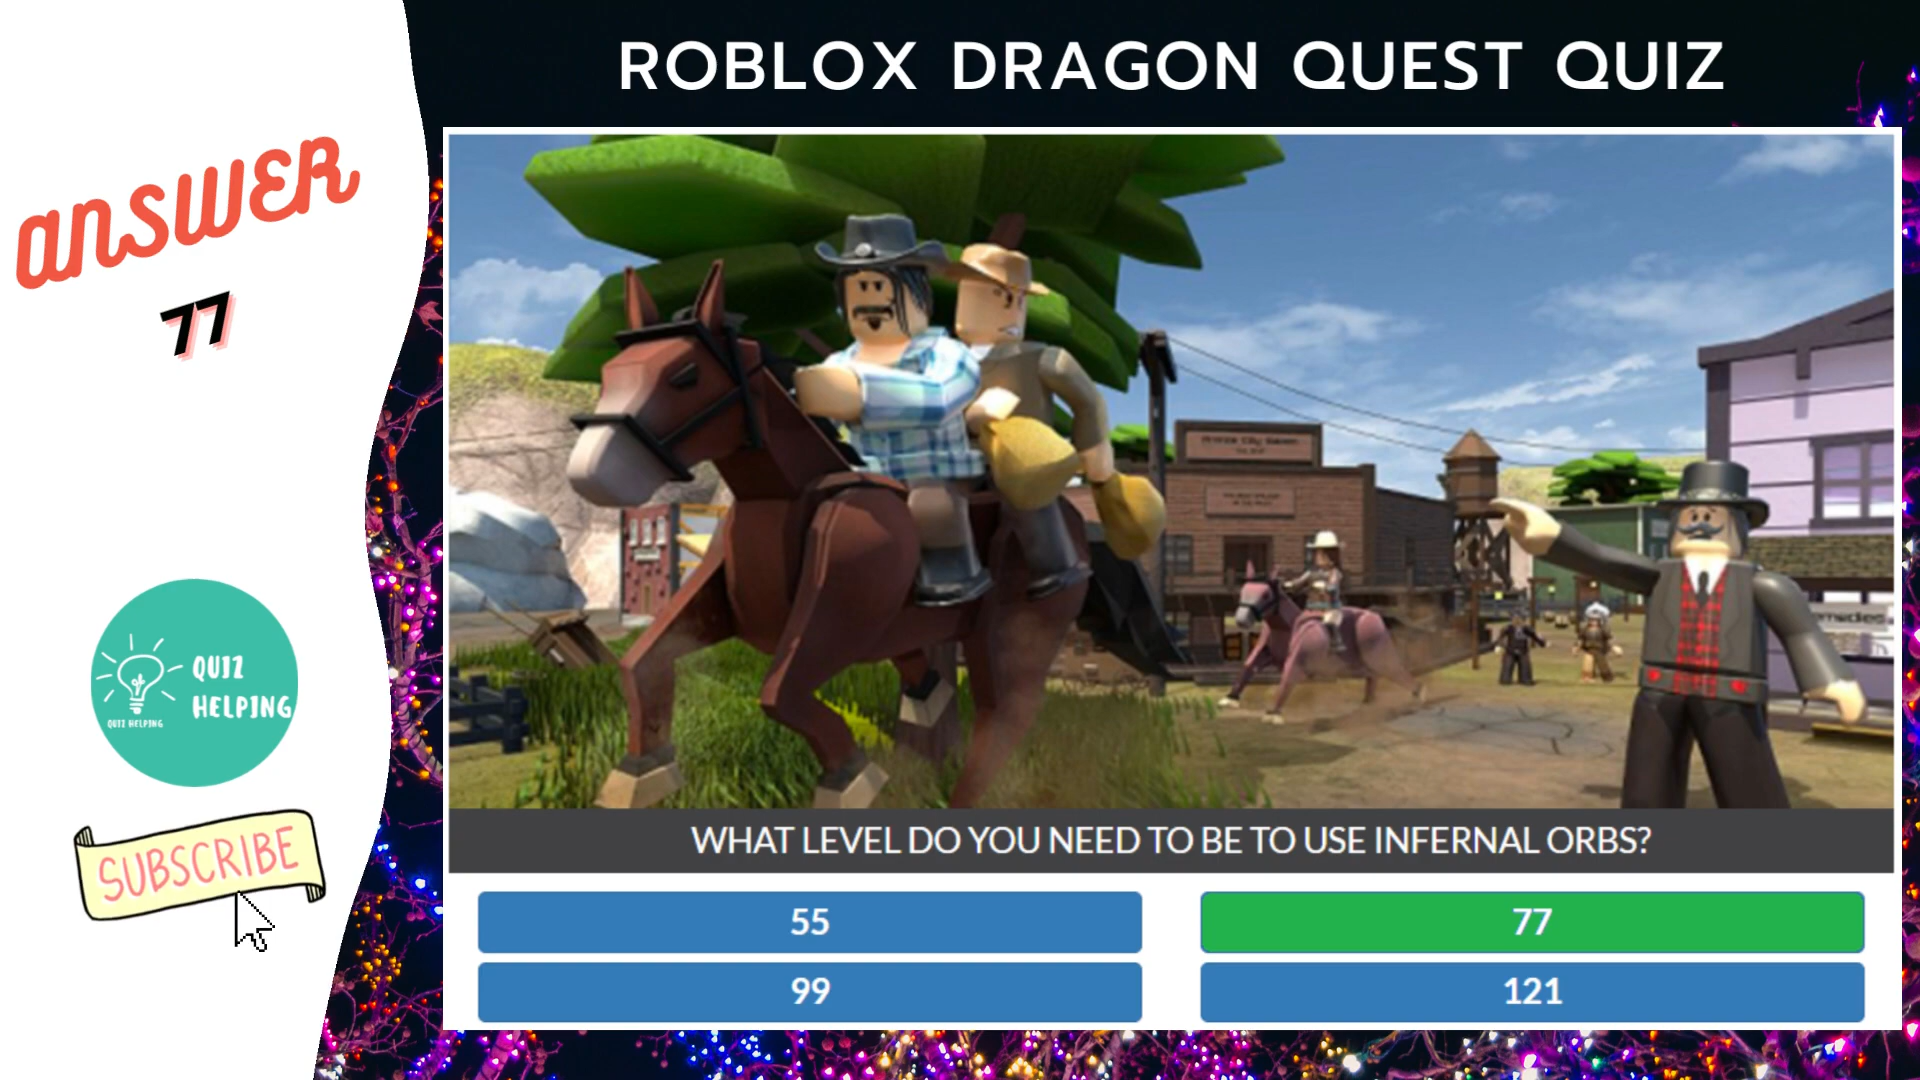 ROBLOX DRAGON QUEST QUIZ
ANSWER
77
QUIZ
HELPING
QUIZ HELPING
SUBSCRIBE
WHAT LEVEL DO YOU NEED TO BE TO USE INFERNAL ORBS?
55
77
99
121